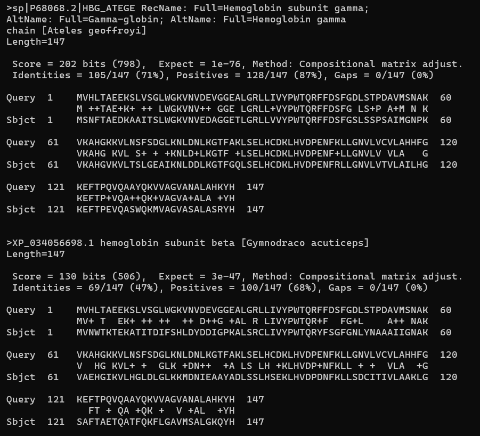 >sp|P68068.2|HBG_ATEGE RecName: Full=Hemoglobin subunit gamma;
AltName: Full=Gamma-globin; AltName: Full=Hemoglobin gamma
chain [Ateles geoffroyi]
Length=147
Score = 202 bits (798),  Expect = 1e-76, Method: Compositional matrix adjust.
Identities = 105/147 (71%), Positives = 128/147 (87%), Gaps = 0/147 (0%)
Query  1    MVHLTAEEKSLVSGLWGKVNVDEVGGEALGRLLIVYPWTQRFFDSFGDLSTPDAVMSNAK  60
            M ++TAE+K+ ++ LWGKVNV++ GGE LGRLL+VYPWTQRFFDSFG LS+P A+M N K
Sbjct  1    MSNFTAEDKAAITSLWGKVNVEDAGGETLGRLLVVYPWTQRFFDSFGSLSSPSAIMGNPK  60
Query  61   VKAHGKKVLNSFSDGLKNLDNLKGTFAKLSELHCDKLHVDPENFKLLGNVLVCVLAHHFG  120
            VKAHG KVL S + + +KNLD+LKGTF +LSELHCDKLHVDPENF+LLGNVLV VLA    G
Sbjct  61   VKAHGVKVLTSLGEAIKNLDDLKGTFGQLSELHCDKLHVDPENFRLLGNVLVTVLAILHG  120
Query  121  KEFTPQVQAAYQKVVAGVANALAHKYH  147
            KEFTP+VQA++QK+VAGVA+ALA +YH
Sbjct  121  KEFTPEVQASWQKMVAGVASALASRYH  147
>XP_034056698.1 hemoglobin subunit beta [Gymnodraco acuticeps]
Length=147
Score = 130 bits (506),  Expect = 3e-47, Method: Compositional matrix adjust.
Identities = 69/147 (47%), Positives = 100/147 (68%), Gaps = 0/147 (0%)
Query  1    MVHLTAEEKSLVSGLWGKVNVDEVGGEALGRLLIVYPWTQRFFDSFGDLSTPDAVMSNAK  60
            MV+ T  EK+ ++ ++  ++ D++G +AL R LIVYPWTQR+F  FG+L    A++ NAK
Sbjct  1    MVNWTKTEKATITDIFSHLDYDDIGPKALSRCLIVYPWTQRYFSGFGNLYNAAAIIGNAK  60
Query  61   VKAHGKKVLNSFSDGLKNLDNLKGTFAKLSELHCDKLHVDPENFKLLGNVLVCVLAHHFG  120
            V  HG KVL+ +   GLK +DN++  +A LS LH +KLHVDP+NFKLL + +  VLA  +G
Sbjct  61   VAEHGIKVLHGLDLGLKKMDNIEAAYADLSSLHSEKLHVDPDNFKLLSDCITIVLAAKLG  120
Query  121  KEFTPQVQAAYQKVVAGVANALAHKYH  147
              FT + QA +QK +  V +AL  +YH
Sbjct  121  SAFTAETQATFQKFLGAVMSALGKQYH  147